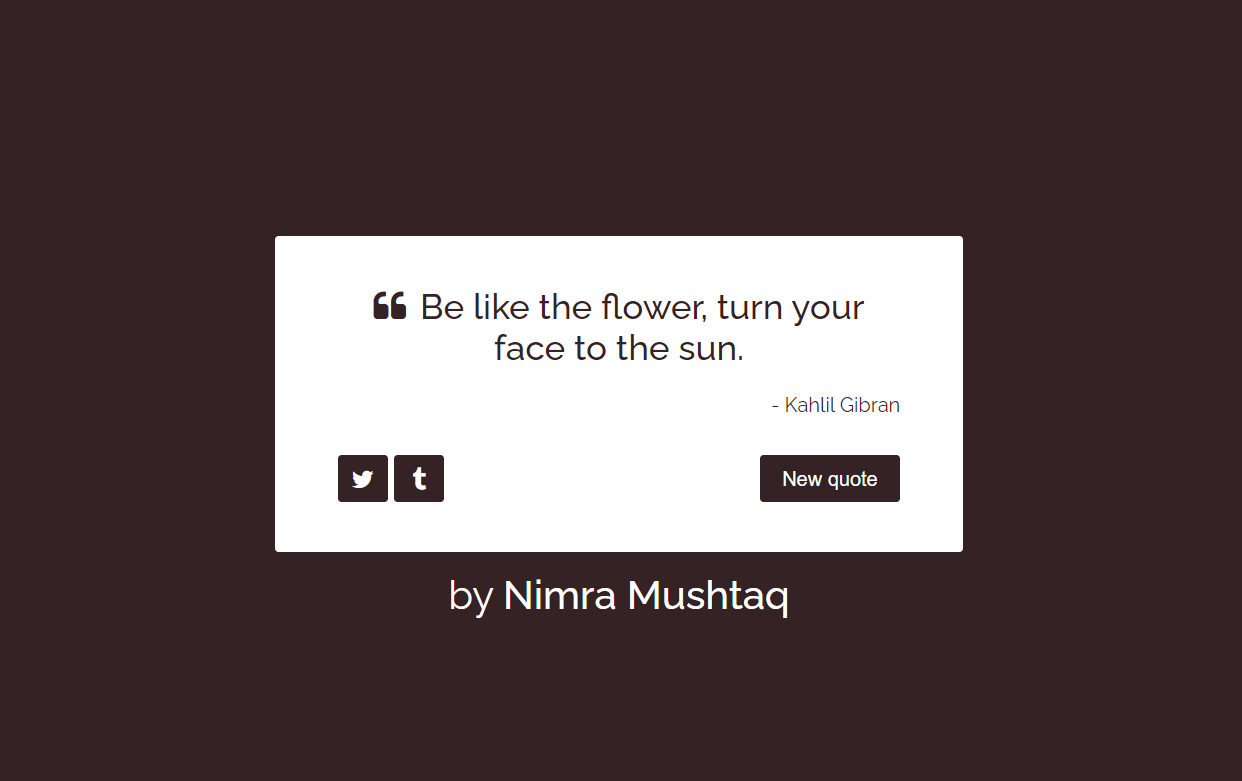 “ Be like the flower, turn your
face to the sun.
- Kahlil Gibran
New quote
by Nimra Mushtaq